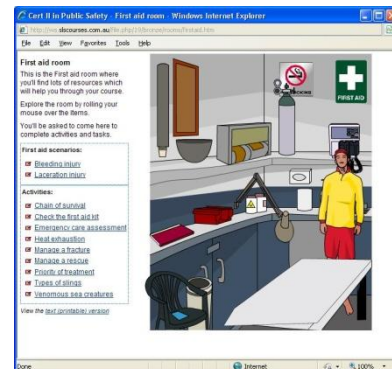 Cert II in Public Safety - First aid room - Windows Internet Explorer
File Edit View Favorites Tools Help
First aid room
This is the First aid room where
you'll find lots of resources which
will help you through your course.
Explore the room by rolling your
mouse over the items.
You'll be asked to come here to
complete activities and tasks.
First aid scenarios:
Bleeding injury
Laceration injury
Activities:
Chain of survival
Check the first aid kit
Emergency care assessment
Heat exhaustion
Manage a fracture
Manage a rescue
Priority of treatment
Types of slings
Venomous sea creatures
View the text (printable) version
FIRST AID
Done
Internet
100%